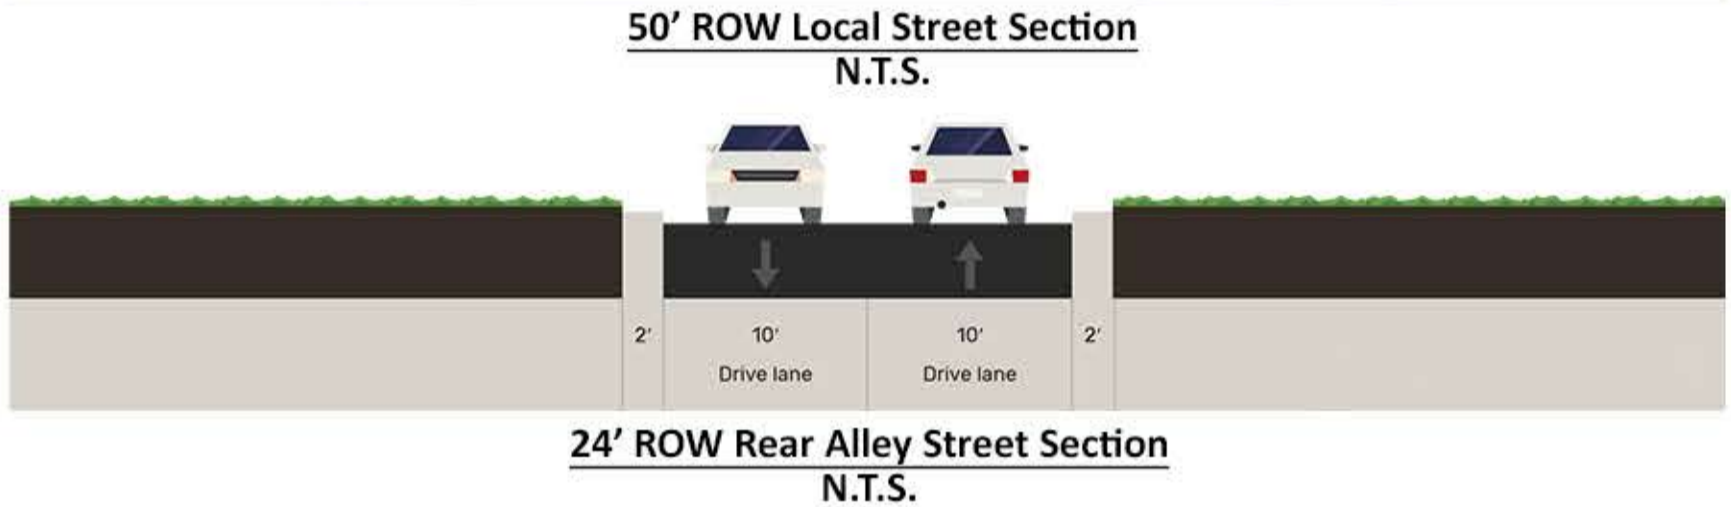 50’ ROW Local Street Section
N.T.S.
2’ 10’ 10’ 2’
Drive lane Drive lane
24’ ROW Rear Alley Street Section
N.T.S.